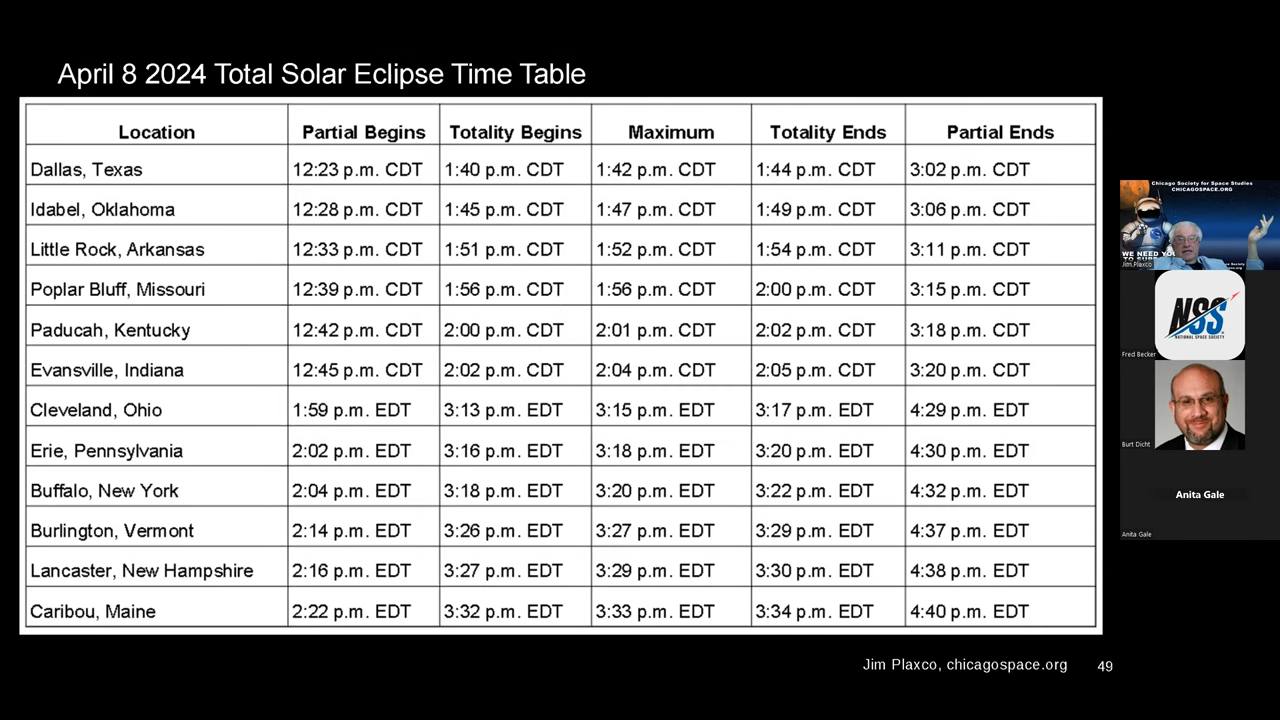 April 8 2024 Total Solar Eclipse Time Table
Location Partial Begins Totality Begins Maximum Totality Ends Partial Ends
Dallas, Texas 12:23 p.m. CDT 1:40 p.m. CDT 1:42 p.m. CDT 1:44 p.m. CDT 3:02 p.m. CDT
Idabel, Oklahoma 12:28 p.m. CDT 1:45 p.m. CDT 1:47 p.m. CDT 1:49 p.m. CDT 3:06 p.m. CDT
Little Rock, Arkansas 12:33 p.m. CDT 1:51 p.m. CDT 1:52 p.m. CDT 1:54 p.m. CDT 3:11 p.m. CDT
Poplar Bluff, Missouri 12:39 p.m. CDT 1:56 p.m. CDT 1:56 p.m. CDT 2:00 p.m. CDT 3:15 p.m. CDT
Paducah, Kentucky 12:42 p.m. CDT 2:00 p.m. CDT 2:01 p.m. CDT 2:02 p.m. CDT 3:18 p.m. CDT
Evansville, Indiana 12:45 p.m. CDT 2:02 p.m. CDT 2:04 p.m. CDT 2:05 p.m. CDT 3:20 p.m. CDT
Cleveland, Ohio 1:59 p.m. EDT 3:13 p.m. EDT 3:15 p.m. EDT 3:17 p.m. EDT 4:29 p.m. EDT
Erie, Pennsylvania 2:02 p.m. EDT 3:16 p.m. EDT 3:18 p.m. EDT 3:20 p.m. EDT 4:30 p.m. EDT
Buffalo, New York 2:04 p.m. EDT 3:18 p.m. EDT 3:20 p.m. EDT 3:22 p.m. EDT 4:32 p.m. EDT
Burlington, Vermont 2:14 p.m. EDT 3:26 p.m. EDT 3:27 p.m. EDT 3:29 p.m. EDT 4:37 p.m. EDT
Lancaster, New Hampshire 2:16 p.m. EDT 3:27 p.m. EDT 3:29 p.m. EDT 3:30 p.m. EDT 4:38 p.m. EDT
Caribou, Maine 2:22 p.m. EDT 3:32 p.m. EDT 3:33 p.m. EDT 3:34 p.m. EDT 4:40 p.m. EDT
Jim Plaxco, chicagospace.org 49
Chicago Society for Space Studies
CHICAGOSPACE.ORG
WE NEED YOU
Jim Plaxco
NSS
NATIONAL SPACE SOCIETY
Fred Becker
Burt Dicht
Anita Gale
Anita Gale